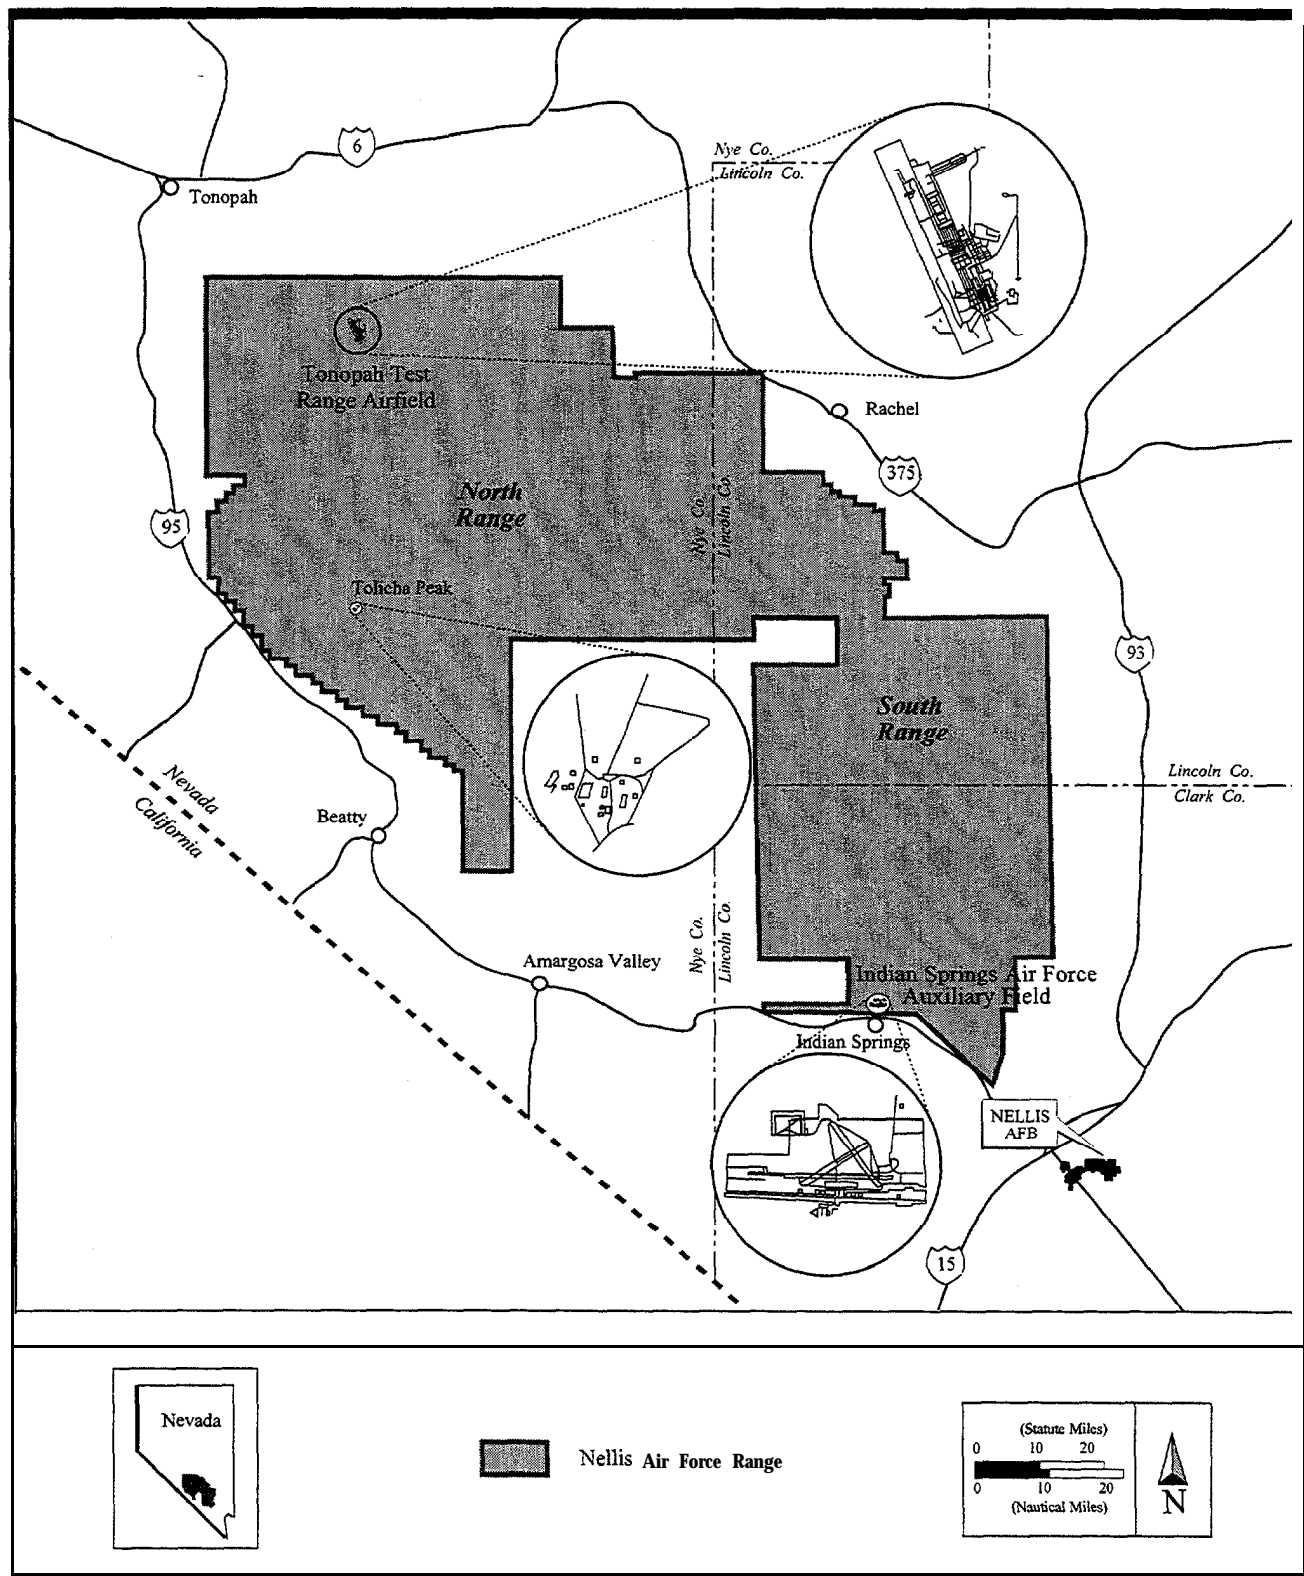 6
Nye Co.
Lincoln Co.
Tonopah
Tonopah Test
Range Airfield
Rachel
375
North
Range
Nye Co.
Lincoln Co.
95
Tolicha Peak
93
South
Range
Nevada
California
Lincoln Co.
Clark Co.
Beatty
Nye Co.
Lincoln Co.
Amargosa Valley
Indian Springs Air Force
Auxiliary Field
Indian Springs
NELLIS
AFB
15
Nevada
Nellis Air Force Range
(Statute Miles)
0 10 20
0 10 20
(Nautical Miles)
N